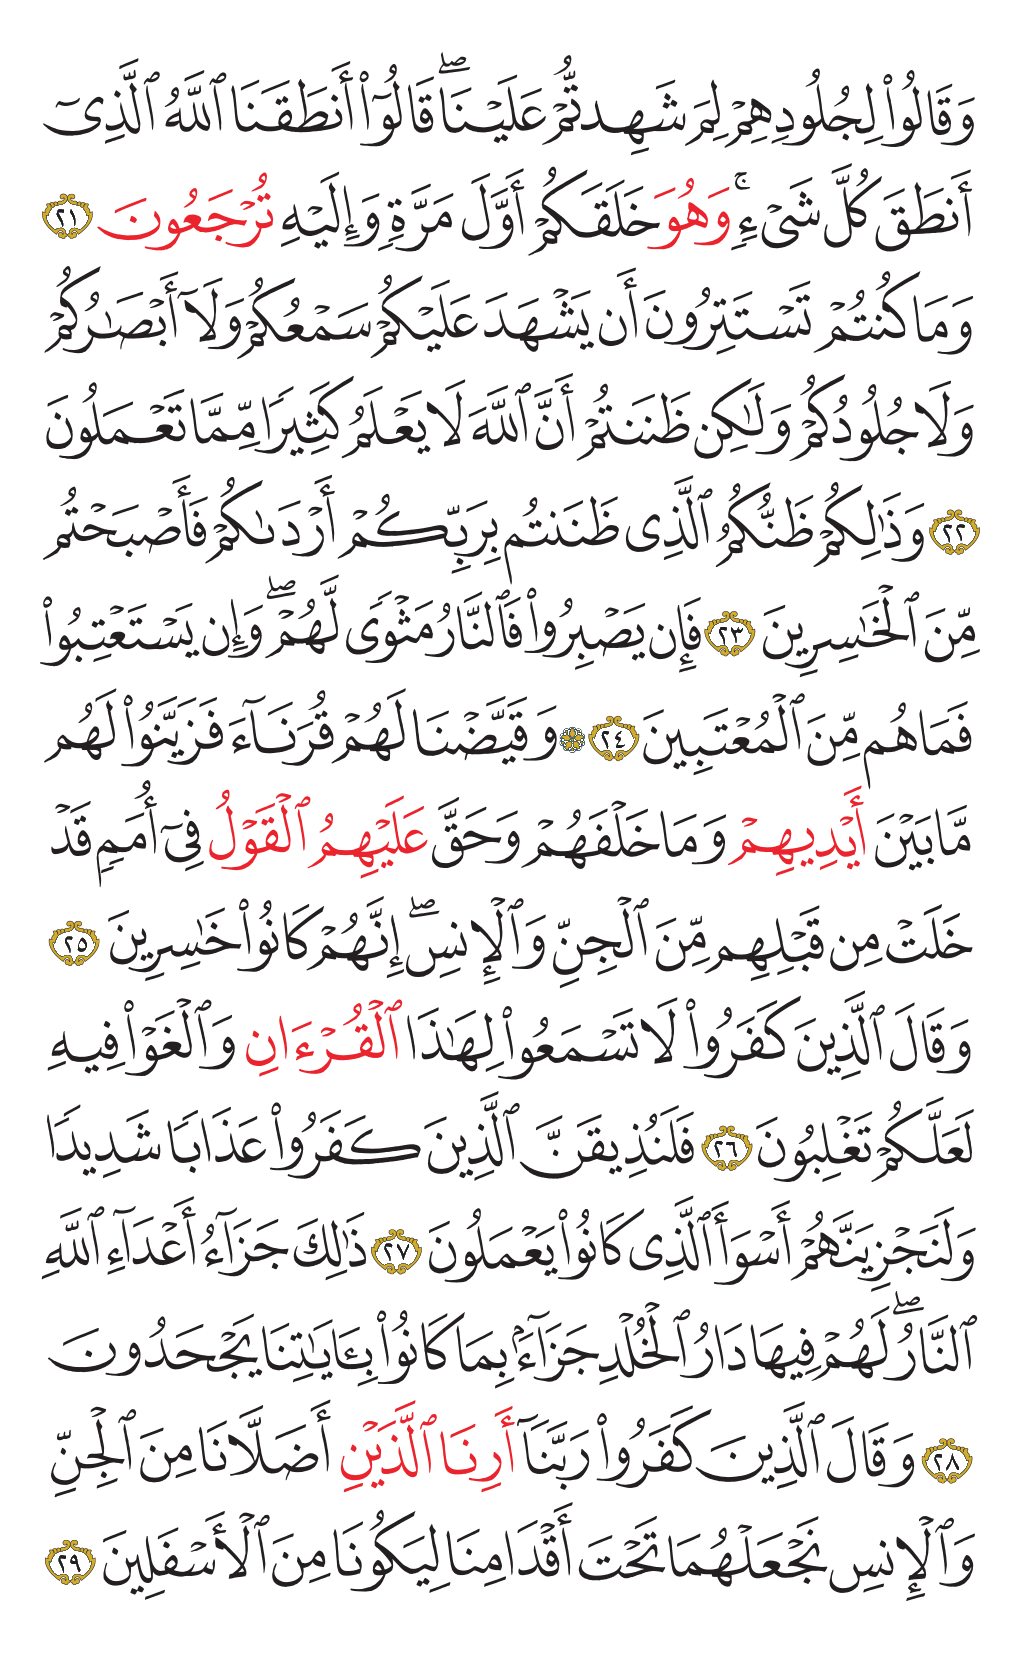 وَقَالُوا۟ لِجُلُودِهِمْ لِمَ شَهِدتُّمْ عَلَيْنَا ۖ قَالُوٓا۟ أَنطَقَنَا ٱللَّهُ ٱلَّذِىٓ
أَنطَقَ كُلَّ شَىْءٍۢ ۚ وَهُوَ خَلَقَكُمْ أَوَّلَ مَرَّةٍۢ وَإِلَيْهِ تُرْجَعُونَ ٢١
وَمَا كُنتُمْ تَسْتَتِرُونَ أَن يَشْهَدَ عَلَيْكُمْ سَمْعُكُمْ وَلَآ أَبْصَـٰرُكُمْ
وَلَا جُلُودُكُمْ وَلَـٰكِن ظَنَنتُمْ أَنَّ ٱللَّهَ لَا يَعْلَمُ كَثِيرًۭا مِّمَّا تَعْمَلُونَ
٢٢ وَذَٰلِكُمْ ظَنُّكُمُ ٱلَّذِى ظَنَنتُم بِرَبِّكُمْ أَرْدَىٰكُمْ فَأَصْبَحْتُم
مِّنَ ٱلْخَـٰسِرِينَ ٢٣ فَإِن يَصْبِرُوا۟ فَٱلنَّارُ مَثْوًۭى لَّهُمْ ۖ وَإِن يَسْتَعْتِبُوا۟
فَمَا هُم مِّنَ ٱلْمُعْتَبِينَ ٢٤ وَقَيَّضْنَا لَهُمْ قُرَنَآءَ فَزَيَّنُوا۟ لَهُم
مَّا بَيْنَ أَيْدِيهِمْ وَمَا خَلْفَهُمْ وَحَقَّ عَلَيْهِمُ ٱلْقَوْلُ فِىٓ أُمَمٍۢ قَدْ
خَلَتْ مِن قَبْلِهِم مِّنَ ٱلْجِنِّ وَٱلْإِنسِ ۖ إِنَّهُمْ كَانُوا۟ خَـٰسِرِينَ ٢٥
وَقَالَ ٱلَّذِينَ كَفَرُوا۟ لَا تَسْمَعُوا۟ لِهَـٰذَا ٱلْقُرْءَانِ وَٱلْغَوْا۟ فِيهِ
لَعَلَّكُمْ تَغْلِبُونَ ٢٦ فَلَنُذِيقَنَّ ٱلَّذِينَ كَفَرُوا۟ عَذَابًۭا شَدِيدًۭا
وَلَنَجْزِيَنَّهُمْ أَسْوَأَ ٱلَّذِى كَانُوا۟ يَعْمَلُونَ ٢٧ ذَٰلِكَ جَزَآءُ أَعْدَآءِ ٱللَّهِ
ٱلنَّارُ ۖ لَهُمْ فِيهَا دَارُ ٱلْخُلْدِ جَزَآءًۢ بِمَا كَانُوا۟ بِـَٔايَـٰتِنَا يَجْحَدُونَ
٢٨ وَقَالَ ٱلَّذِينَ كَفَرُوا۟ رَبَّنَآ أَرِنَا ٱلَّذَيْنِ أَضَلَّانَا مِنَ ٱلْجِنِّ
وَٱلْإِنسِ نَجْعَلْهُمَا تَحْتَ أَقْدَامِنَا لِيَكُونَا مِنَ ٱلْأَسْفَلِينَ ٢٩